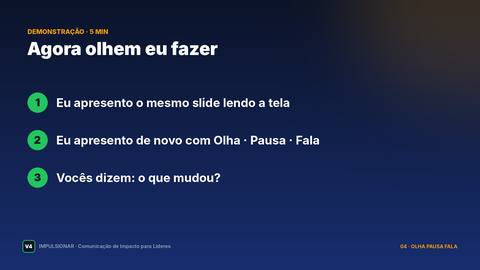 DEMONSTRAÇÃO · 5 MIN
Agora olhem eu fazer
1 Eu apresento o mesmo slide lendo a tela
2 Eu apresento de novo com Olha · Pausa · Fala
3 Vocês dizem: o que mudou?
V4 IMPULSIONAR · Comunicação de Impacto para Líderes
04 · OLHA PAUSA FALA